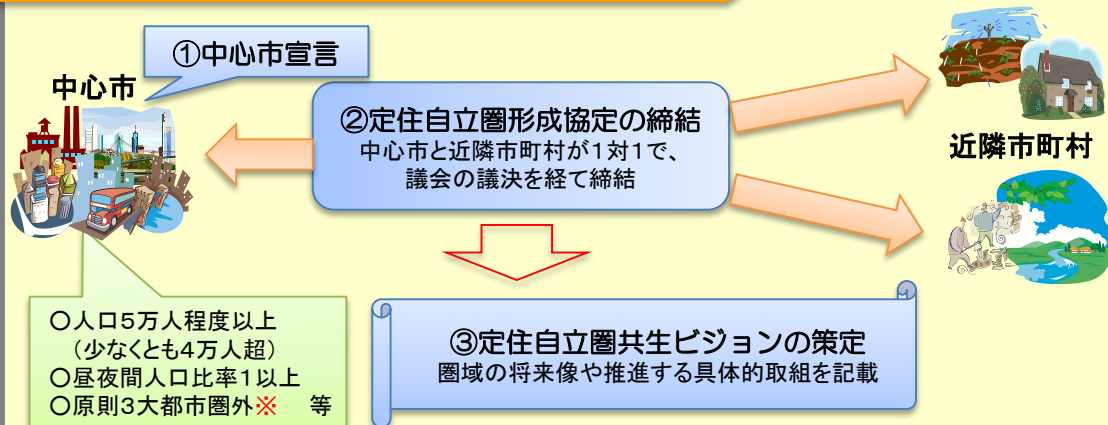 ①中心市宣言
中心市
②定住自立圏形成協定の締結
中心市と近隣市町村が1対1で、
議会の議決を経て締結
近隣市町村
〇人口5万人程度以上
（少なくとも4万人超）
〇昼夜間人口比率1以上
〇原則3大都市圏外※　等
③定住自立圏共生ビジョンの策定
圏域の将来像や推進する具体的取組を記載